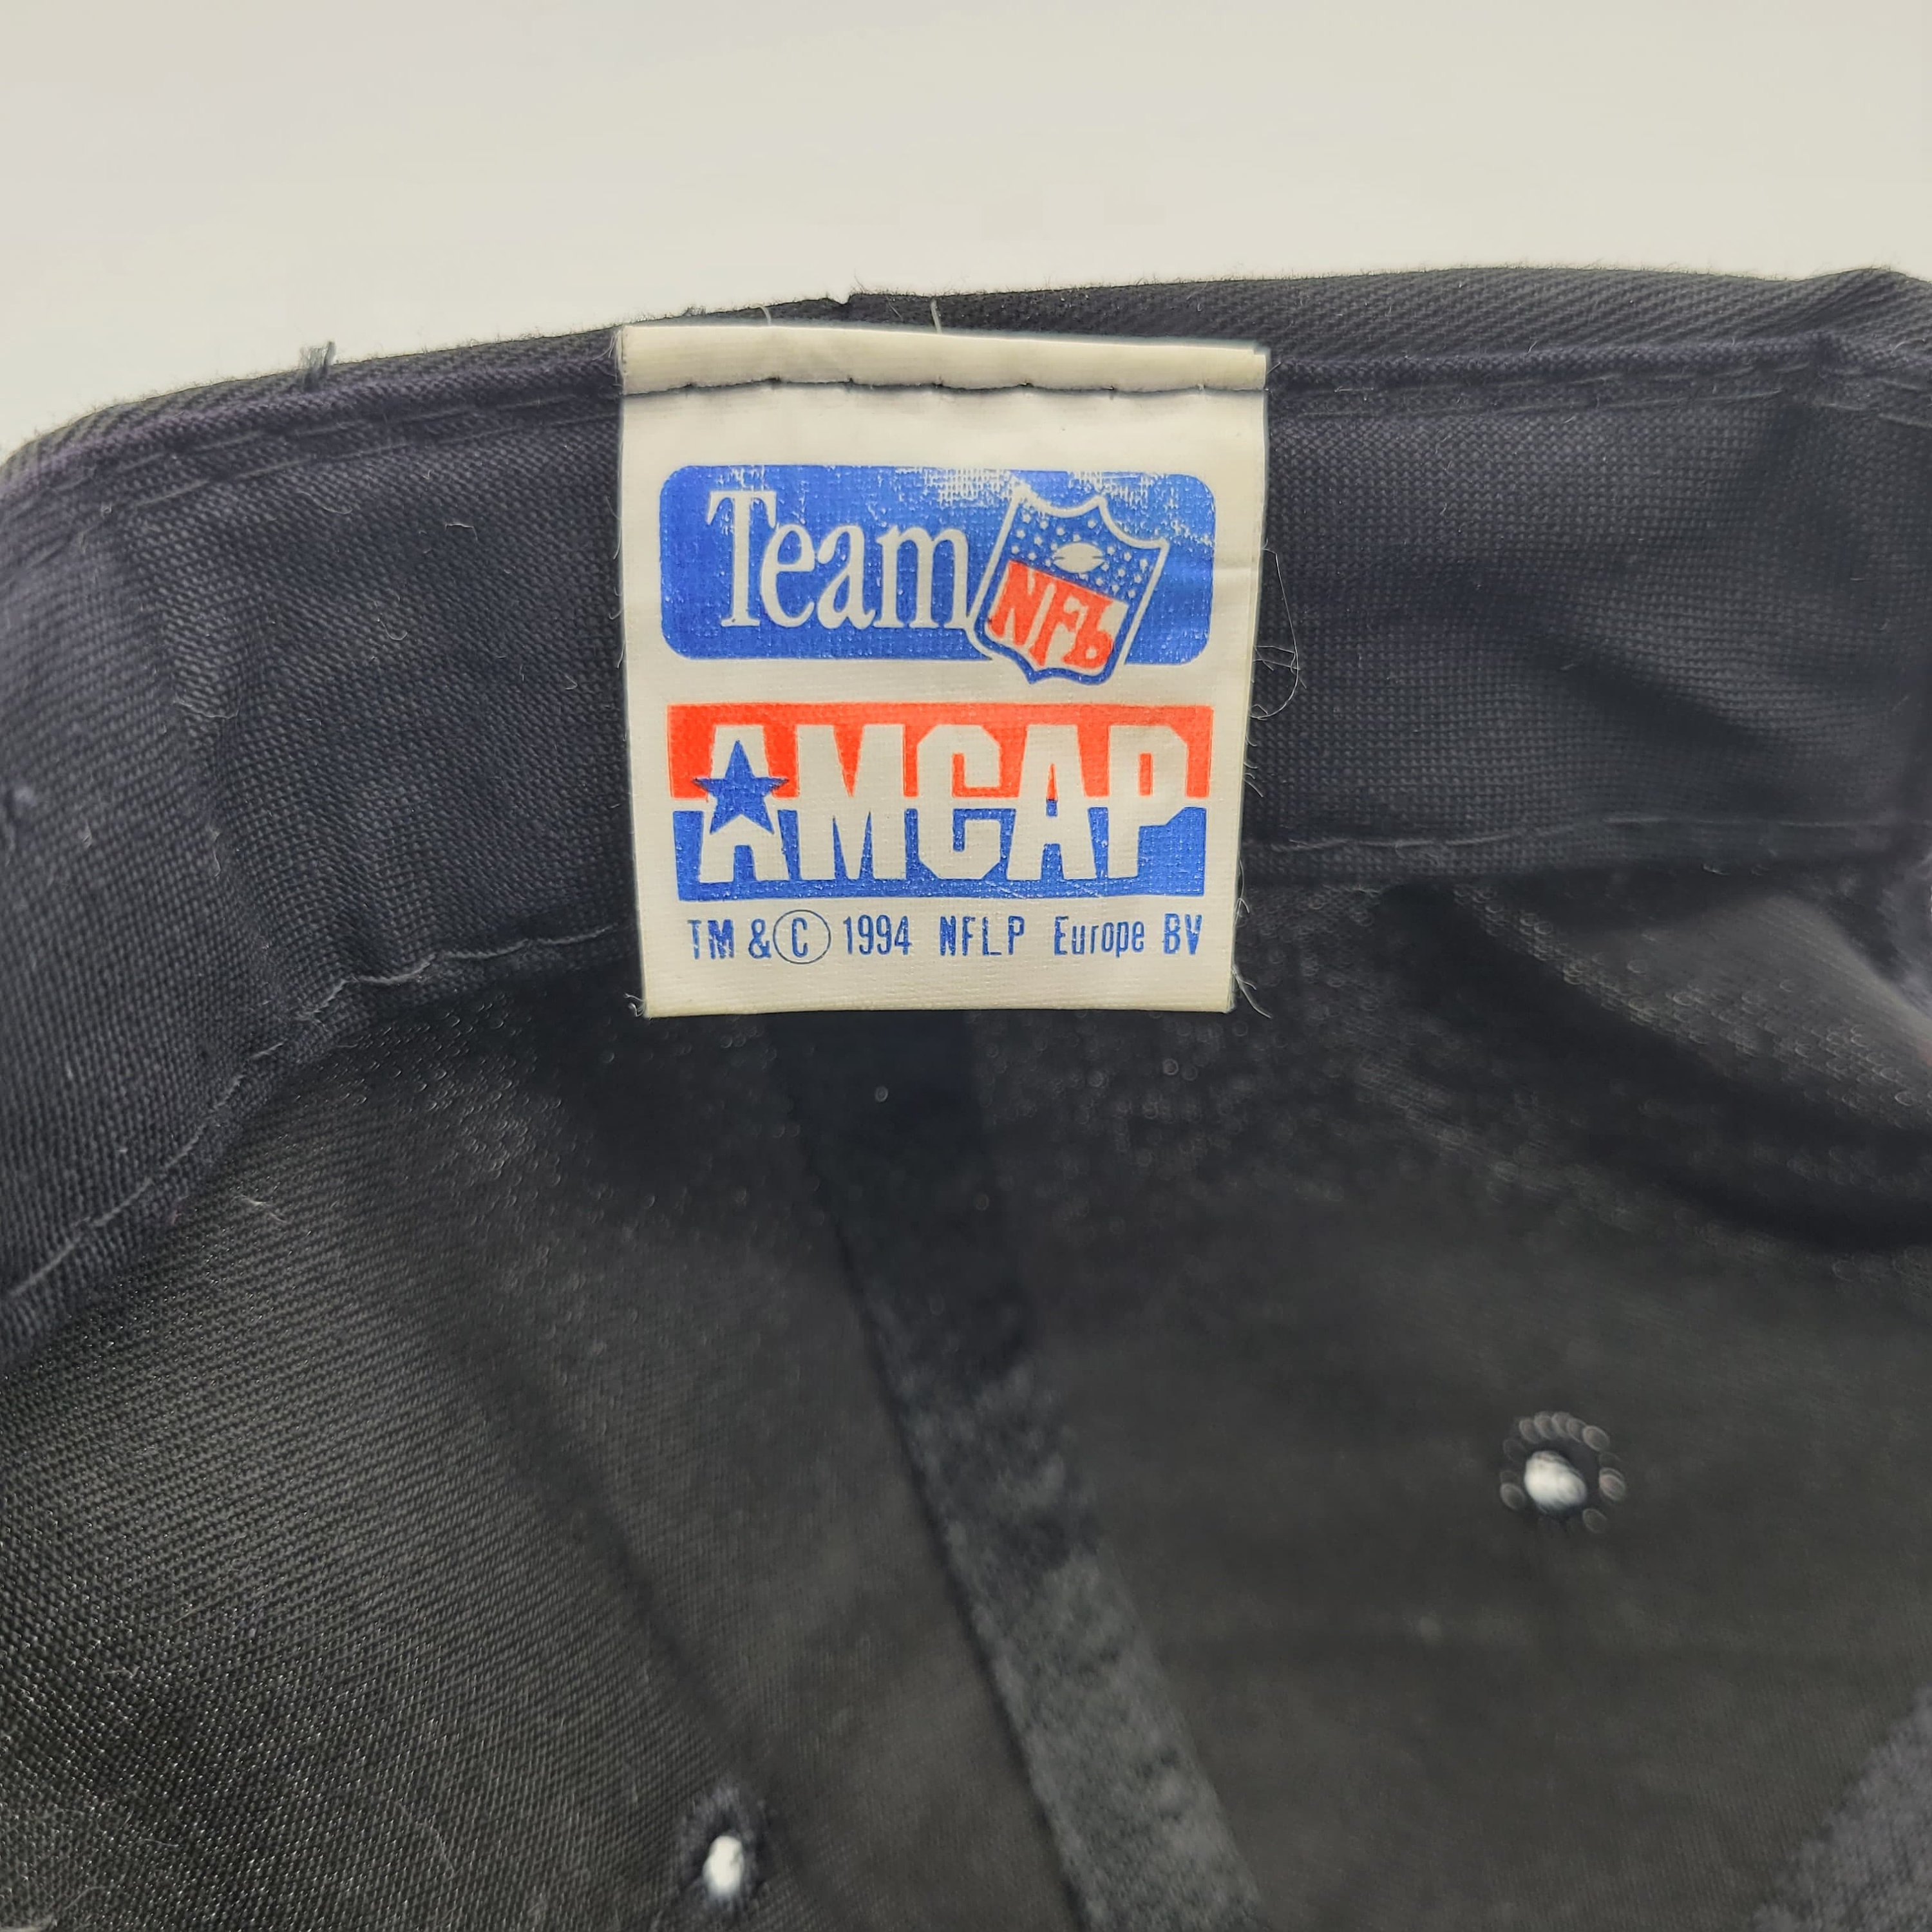 Team NFL
AMCAP
TM & © 1994 NFLP Europe BV